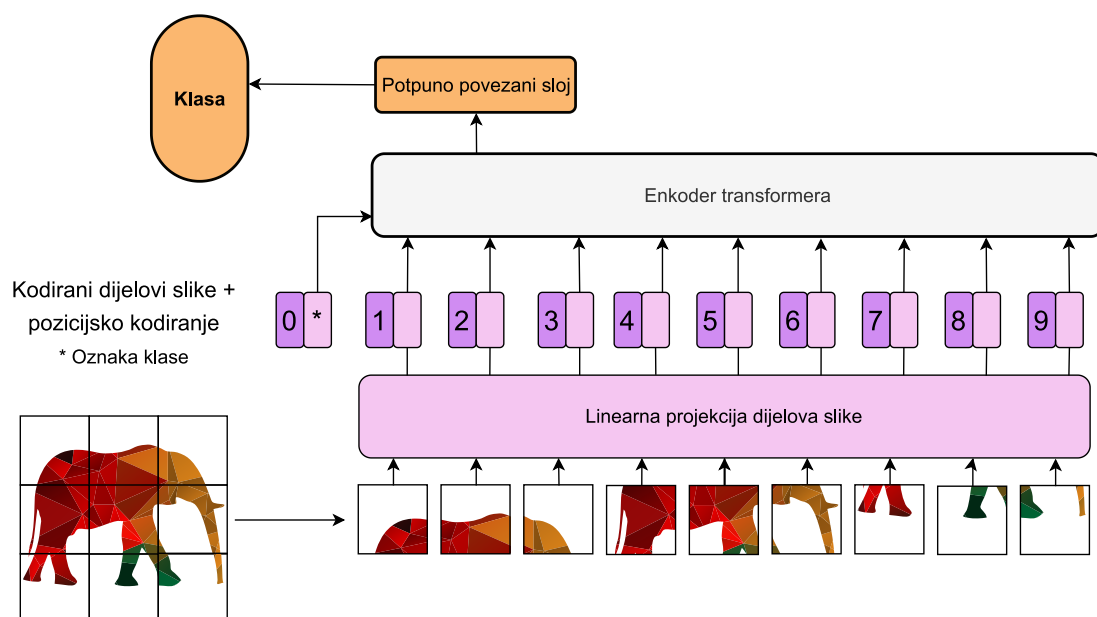 Klasa
Potpuno povezani sloj
Enkoder transformera
Kodirani dijelovi slike +
pozicijsko kodiranje
* Oznaka klase
0 * 1 2 3 4 5 6 7 8 9
Linearna projekcija dijelova slike